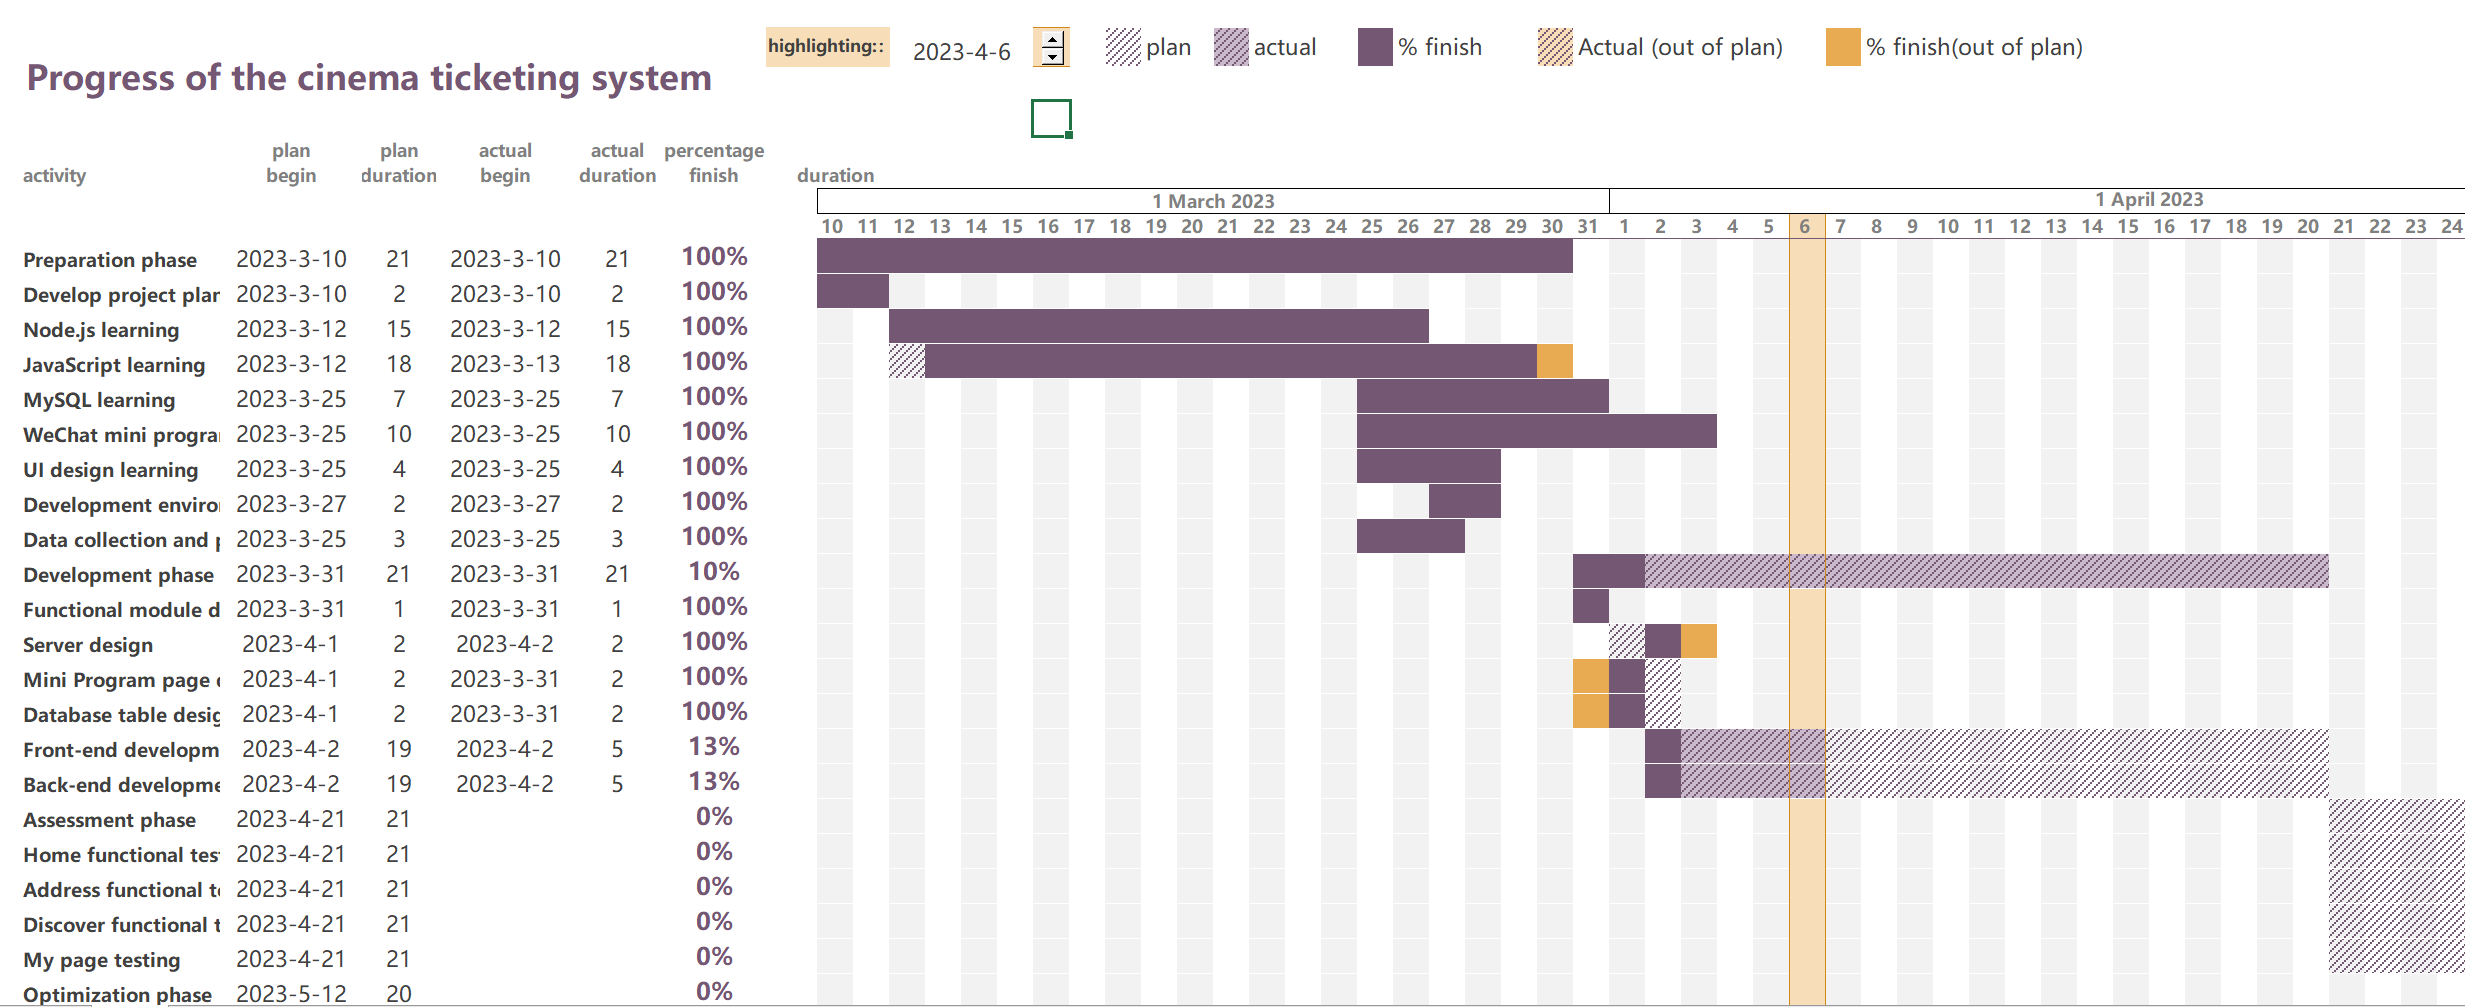 highlighting:: 2023-4-6 plan actual % finish Actual (out of plan) % finish(out of plan)
Progress of the cinema ticketing system
activity plan begin plan duration actual begin actual duration percentage finish duration
1 March 2023 1 April 2023
10 11 12 13 14 15 16 17 18 19 20 21 22 23 24 25 26 27 28 29 30 31 1 2 3 4 5 6 7 8 9 10 11 12 13 14 15 16 17 18 19 20 21 22 23 24
Preparation phase 2023-3-10 21 2023-3-10 21 100%
Develop project plan 2023-3-10 2 2023-3-10 2 100%
Node.js learning 2023-3-12 15 2023-3-12 15 100%
JavaScript learning 2023-3-12 18 2023-3-13 18 100%
MySQL learning 2023-3-25 7 2023-3-25 7 100%
WeChat mini progra 2023-3-25 10 2023-3-25 10 100%
UI design learning 2023-3-25 4 2023-3-25 4 100%
Development enviro 2023-3-27 2 2023-3-27 2 100%
Data collection and p 2023-3-25 3 2023-3-25 3 100%
Development phase 2023-3-31 21 2023-3-31 21 10%
Functional module d 2023-3-31 1 2023-3-31 1 100%
Server design 2023-4-1 2 2023-4-2 2 100%
Mini Program page 2023-4-1 2 2023-3-31 2 100%
Database table desig 2023-4-1 2 2023-3-31 2 100%
Front-end developm 2023-4-2 19 2023-4-2 5 13%
Back-end developme 2023-4-2 19 2023-4-2 5 13%
Assessment phase 2023-4-21 21 0%
Home functional tes 2023-4-21 21 0%
Address functional t 2023-4-21 21 0%
Discover functional t 2023-4-21 21 0%
My page testing 2023-4-21 21 0%
Optimization phase 2023-5-12 20 0%